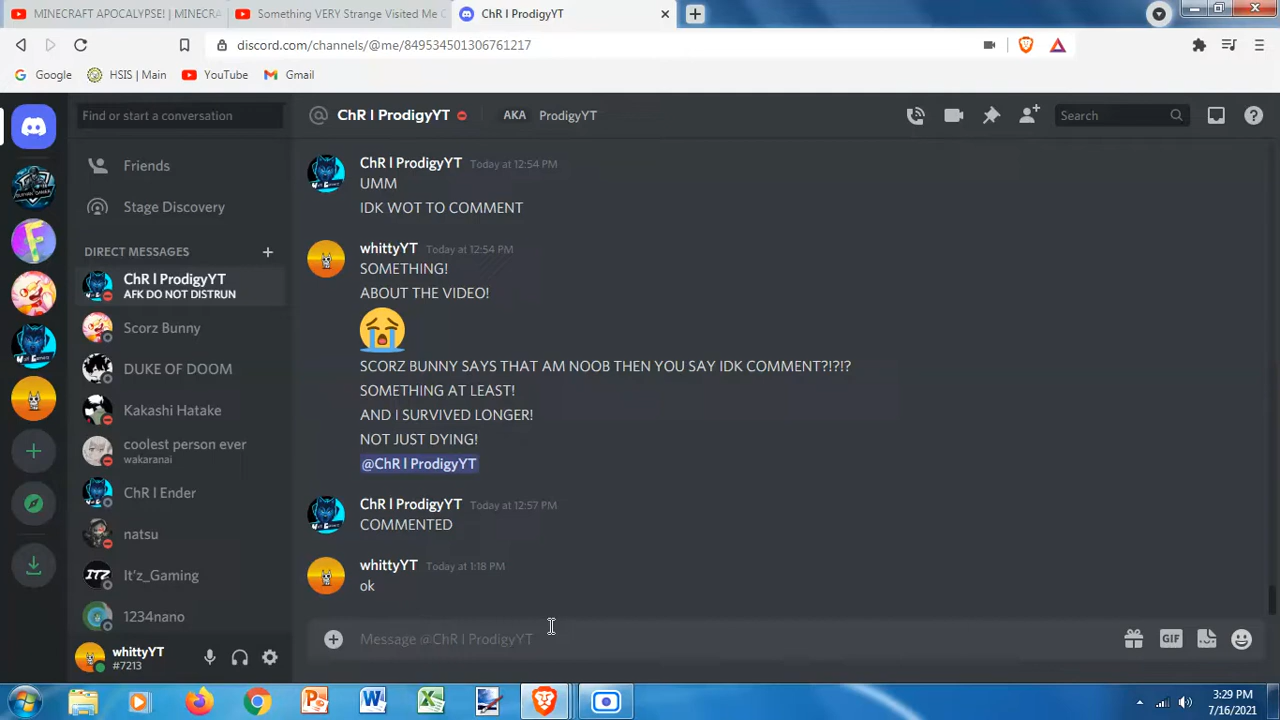 MINECRAFT APOCALYPSE! | MINECRA
Something VERY Strange Visited Me O
ChR l ProdigyYT
discord.com/channels/@me/849534501306761217
Google
HSIS | Main
YouTube
Gmail
Find or start a conversation
ChR l ProdigyYT
AKA
ProdigyYT
Search
Friends
Stage Discovery
DIRECT MESSAGES
ChR l ProdigyYT
AFK DO NOT DISTRUN
Scorz Bunny
DUKE OF DOOM
Kakashi Hatake
coolest person ever
wakaranai
ChR l Ender
natsu
It'z_Gaming
1234nano
whittyYT
#7213
ChR l ProdigyYT Today at 12:54 PM
UMM
IDK WOT TO COMMENT
whittyYT Today at 12:54 PM
SOMETHING!
ABOUT THE VIDEO!
SCORZ BUNNY SAYS THAT AM NOOB THEN YOU SAY IDK COMMENT?!?!?
SOMETHING AT LEAST!
AND I SURVIVED LONGER!
NOT JUST DYING!
@ChR l ProdigyYT
ChR l ProdigyYT Today at 12:57 PM
COMMENTED
whittyYT Today at 1:18 PM
ok
Message @ChR l ProdigyYT
GIF
3:29 PM
7/16/2021